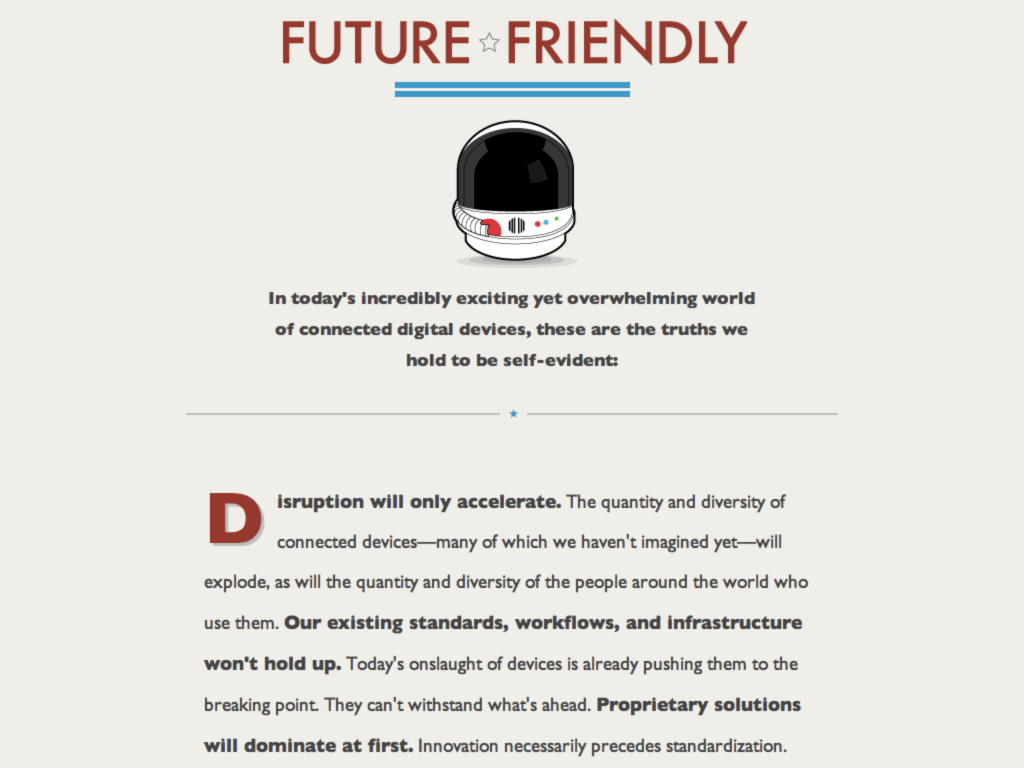 FUTURE FRIENDLY
In today's incredibly exciting yet overwhelming world
of connected digital devices, these are the truths we
hold to be self-evident:
Disruption will only accelerate. The quantity and diversity of
connected devices—many of which we haven't imagined yet—will
explode, as will the quantity and diversity of the people around the world who
use them. Our existing standards, workflows, and infrastructure
won't hold up. Today's onslaught of devices is already pushing them to the
breaking point. They can't withstand what's ahead. Proprietary solutions
will dominate at first. Innovation necessarily precedes standardization.